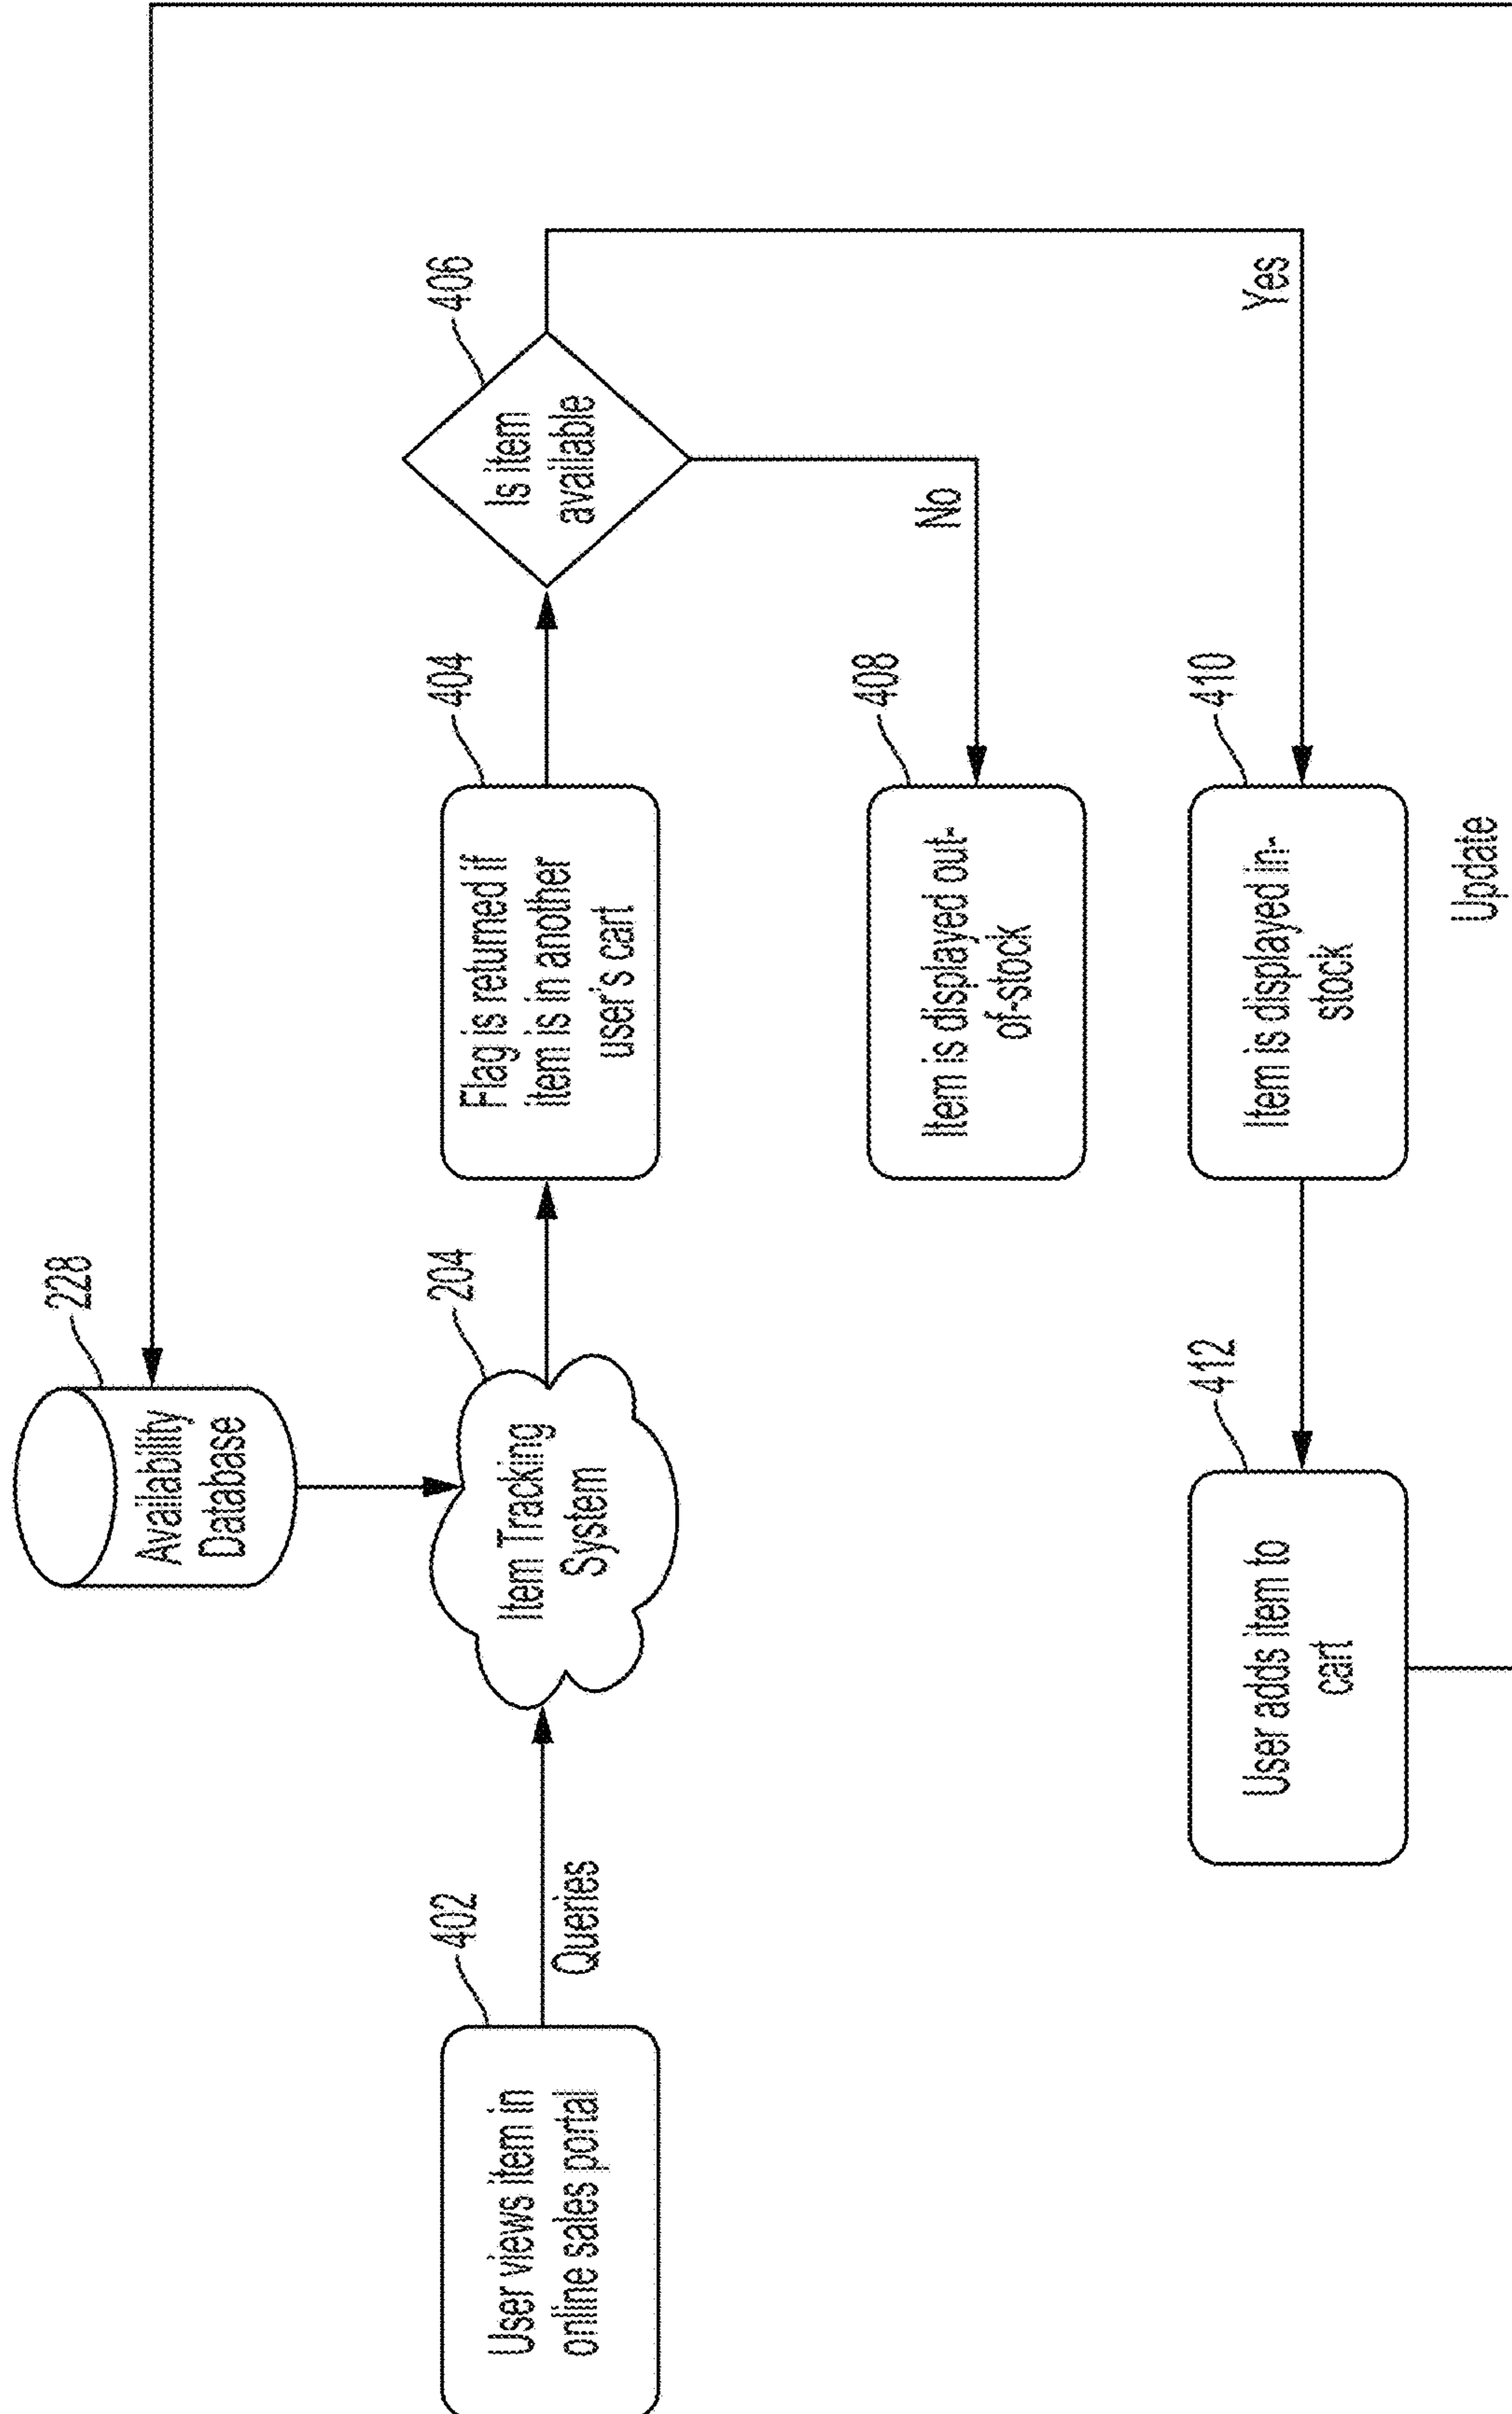 228
Availability
Database
402
User views item in
online sales portal
Queries
204
Item Tracking
System
404
Flag is returned if
item is in another
user's cart
406
Is item
available
No
408
Item is displayed out-
of-stock
Yes
410
Item is displayed in-
stock
412
User adds item to
cart
Update